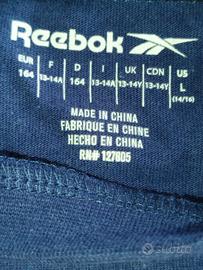 Reebok
EUR F D I UK CDN US
164 13-14A 164 13-14A 13-14Y 13-14Y L
(14/16)
MADE IN CHINA
FABRIQUE EN CHINE
HECHO EN CHINA
RN# 127805
subito